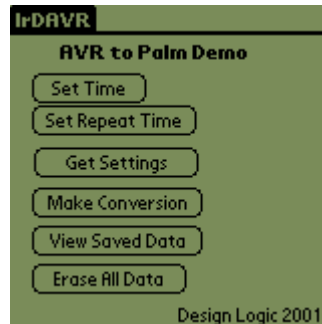 IrDAVR
AVR to Palm Demo
Set Time
Set Repeat Time
Get Settings
Make Conversion
View Saved Data
Erase All Data
Design Logic 2001